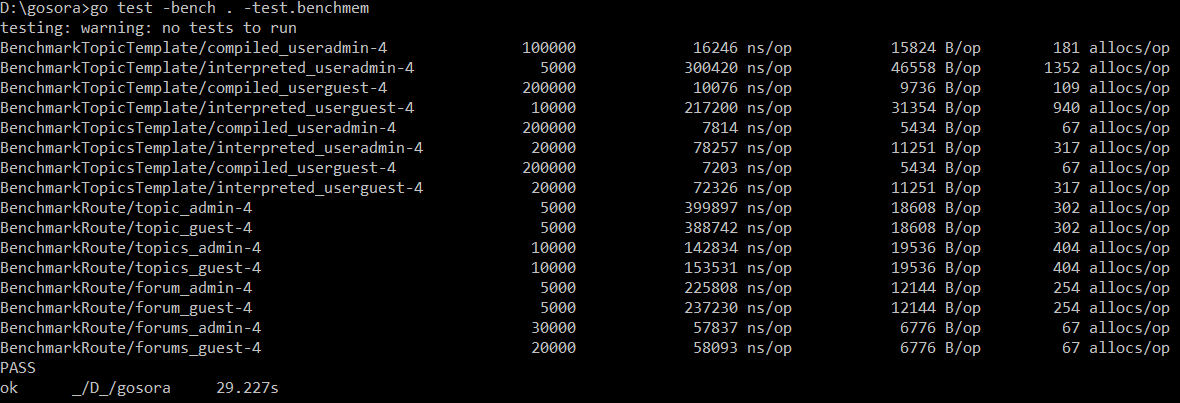 D:\gosora>go test -bench . -test.benchmem
testing: warning: no tests to run
BenchmarkTopicTemplate/compiled_useradmin-4 100000 16246 ns/op 15824 B/op 181 allocs/op
BenchmarkTopicTemplate/interpreted_useradmin-4 5000 300420 ns/op 46558 B/op 1352 allocs/op
BenchmarkTopicTemplate/compiled_userguest-4 200000 10076 ns/op 9736 B/op 109 allocs/op
BenchmarkTopicTemplate/interpreted_userguest-4 10000 217200 ns/op 31354 B/op 940 allocs/op
BenchmarkTopicsTemplate/compiled_useradmin-4 200000 7814 ns/op 5434 B/op 67 allocs/op
BenchmarkTopicsTemplate/interpreted_useradmin-4 20000 78257 ns/op 11251 B/op 317 allocs/op
BenchmarkTopicsTemplate/compiled_userguest-4 200000 7203 ns/op 5434 B/op 67 allocs/op
BenchmarkTopicsTemplate/interpreted_userguest-4 20000 72326 ns/op 11251 B/op 317 allocs/op
BenchmarkRoute/topic_admin-4 5000 399897 ns/op 18608 B/op 302 allocs/op
BenchmarkRoute/topic_guest-4 5000 388742 ns/op 18608 B/op 302 allocs/op
BenchmarkRoute/topics_admin-4 10000 142834 ns/op 19536 B/op 404 allocs/op
BenchmarkRoute/topics_guest-4 10000 153531 ns/op 19536 B/op 404 allocs/op
BenchmarkRoute/forum_admin-4 5000 225808 ns/op 12144 B/op 254 allocs/op
BenchmarkRoute/forum_guest-4 5000 237230 ns/op 12144 B/op 254 allocs/op
BenchmarkRoute/forums_admin-4 30000 57837 ns/op 6776 B/op 67 allocs/op
BenchmarkRoute/forums_guest-4 20000 58093 ns/op 6776 B/op 67 allocs/op
PASS
ok _/D_/gosora 29.227s